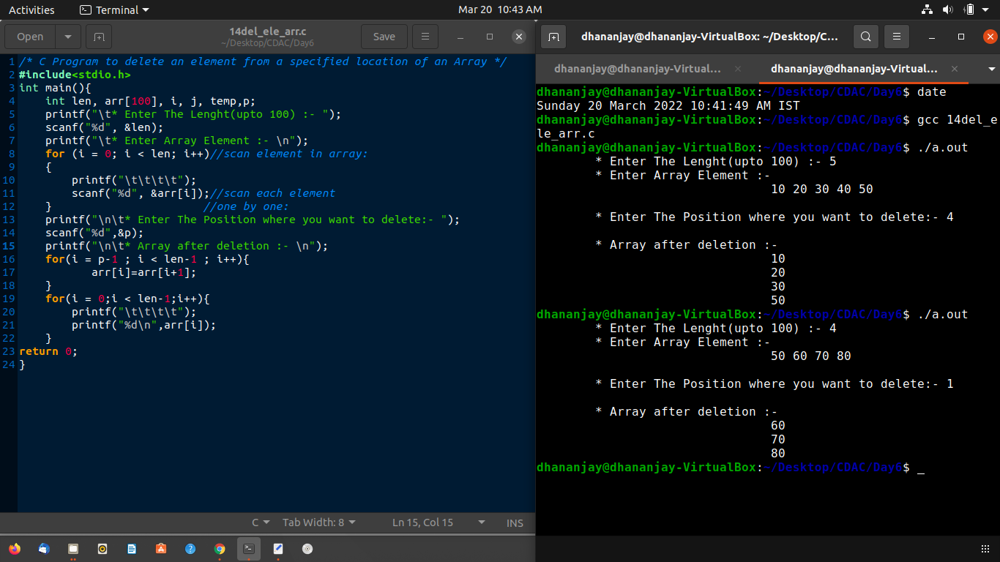 Activities Terminal Mar 20 10:43 AM
Open 14del_ele_arr.c Save
~/Desktop/CDAC/Day6
1 /* C Program to delete an element from a specified location of an Array */
2 #include<stdio.h>
3 int main(){
4     int len, arr[100], i, j, temp,p;
5     printf("\t* Enter The Lenght(upto 100) :- ");
6     scanf("%d", &len);
7     printf("\t* Enter Array Element :- \n");
8     for (i = 0; i < len; i++)//scan element in array:
9     {
10         printf("\t\t\t\t");
11         scanf("%d", &arr[i]);//scan each element
12     }                       //one by one:
13     printf("\n\t* Enter The Position where you want to delete:- ");
14     scanf("%d",&p);
15     printf("\n\t* Array after deletion :- \n");
16     for(i = p-1 ; i < len-1 ; i++){
17            arr[i]=arr[i+1];
18     }
19     for(i = 0;i < len-1;i++){
20         printf("\t\t\t\t");
21         printf("%d\n",arr[i]);
22     }
23 return 0;
24 }
C Tab Width: 8 Ln 15, Col 15 INS
dhananjay@dhananjay-VirtualBox: ~/Desktop/C...
dhananjay@dhananjay-Virtual... dhananjay@dhananjay-Virtual...
dhananjay@dhananjay-VirtualBox:~/Desktop/CDAC/Day6$ date
Sunday 20 March 2022 10:41:49 AM IST
dhananjay@dhananjay-VirtualBox:~/Desktop/CDAC/Day6$ gcc 14del_e
le_arr.c
dhananjay@dhananjay-VirtualBox:~/Desktop/CDAC/Day6$ ./a.out
        * Enter The Lenght(upto 100) :- 5
        * Enter Array Element :-
                                10 20 30 40 50
        * Enter The Position where you want to delete:- 4
        * Array after deletion :-
                                10
                                20
                                30
                                50
dhananjay@dhananjay-VirtualBox:~/Desktop/CDAC/Day6$ ./a.out
        * Enter The Lenght(upto 100) :- 4
        * Enter Array Element :-
                                50 60 70 80
        * Enter The Position where you want to delete:- 1
        * Array after deletion :-
                                60
                                70
                                80
dhananjay@dhananjay-VirtualBox:~/Desktop/CDAC/Day6$ _